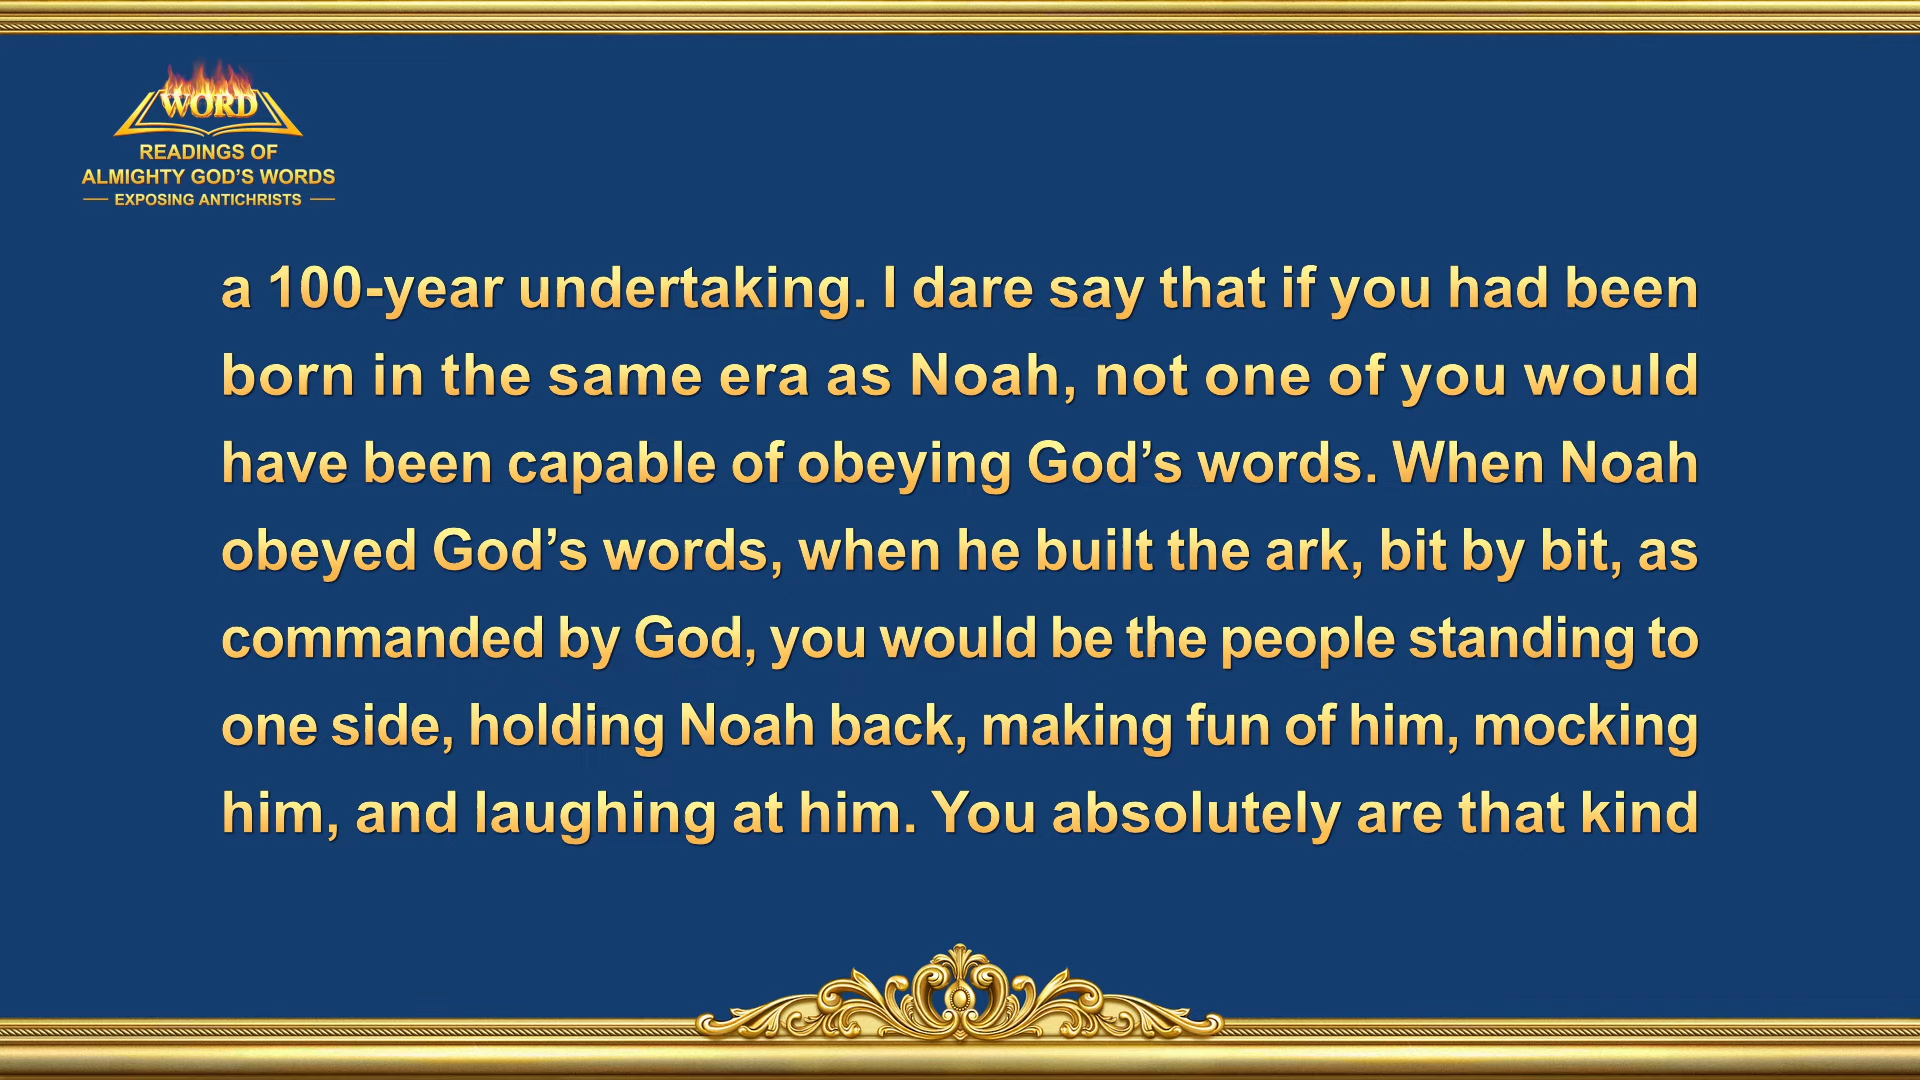 WORD
READINGS OF
ALMIGHTY GOD’S WORDS
EXPOSING ANTICHRISTS
a 100-year undertaking. I dare say that if you had been
born in the same era as Noah, not one of you would
have been capable of obeying God’s words. When Noah
obeyed God’s words, when he built the ark, bit by bit, as
commanded by God, you would be the people standing to
one side, holding Noah back, making fun of him, mocking
him, and laughing at him. You absolutely are that kind